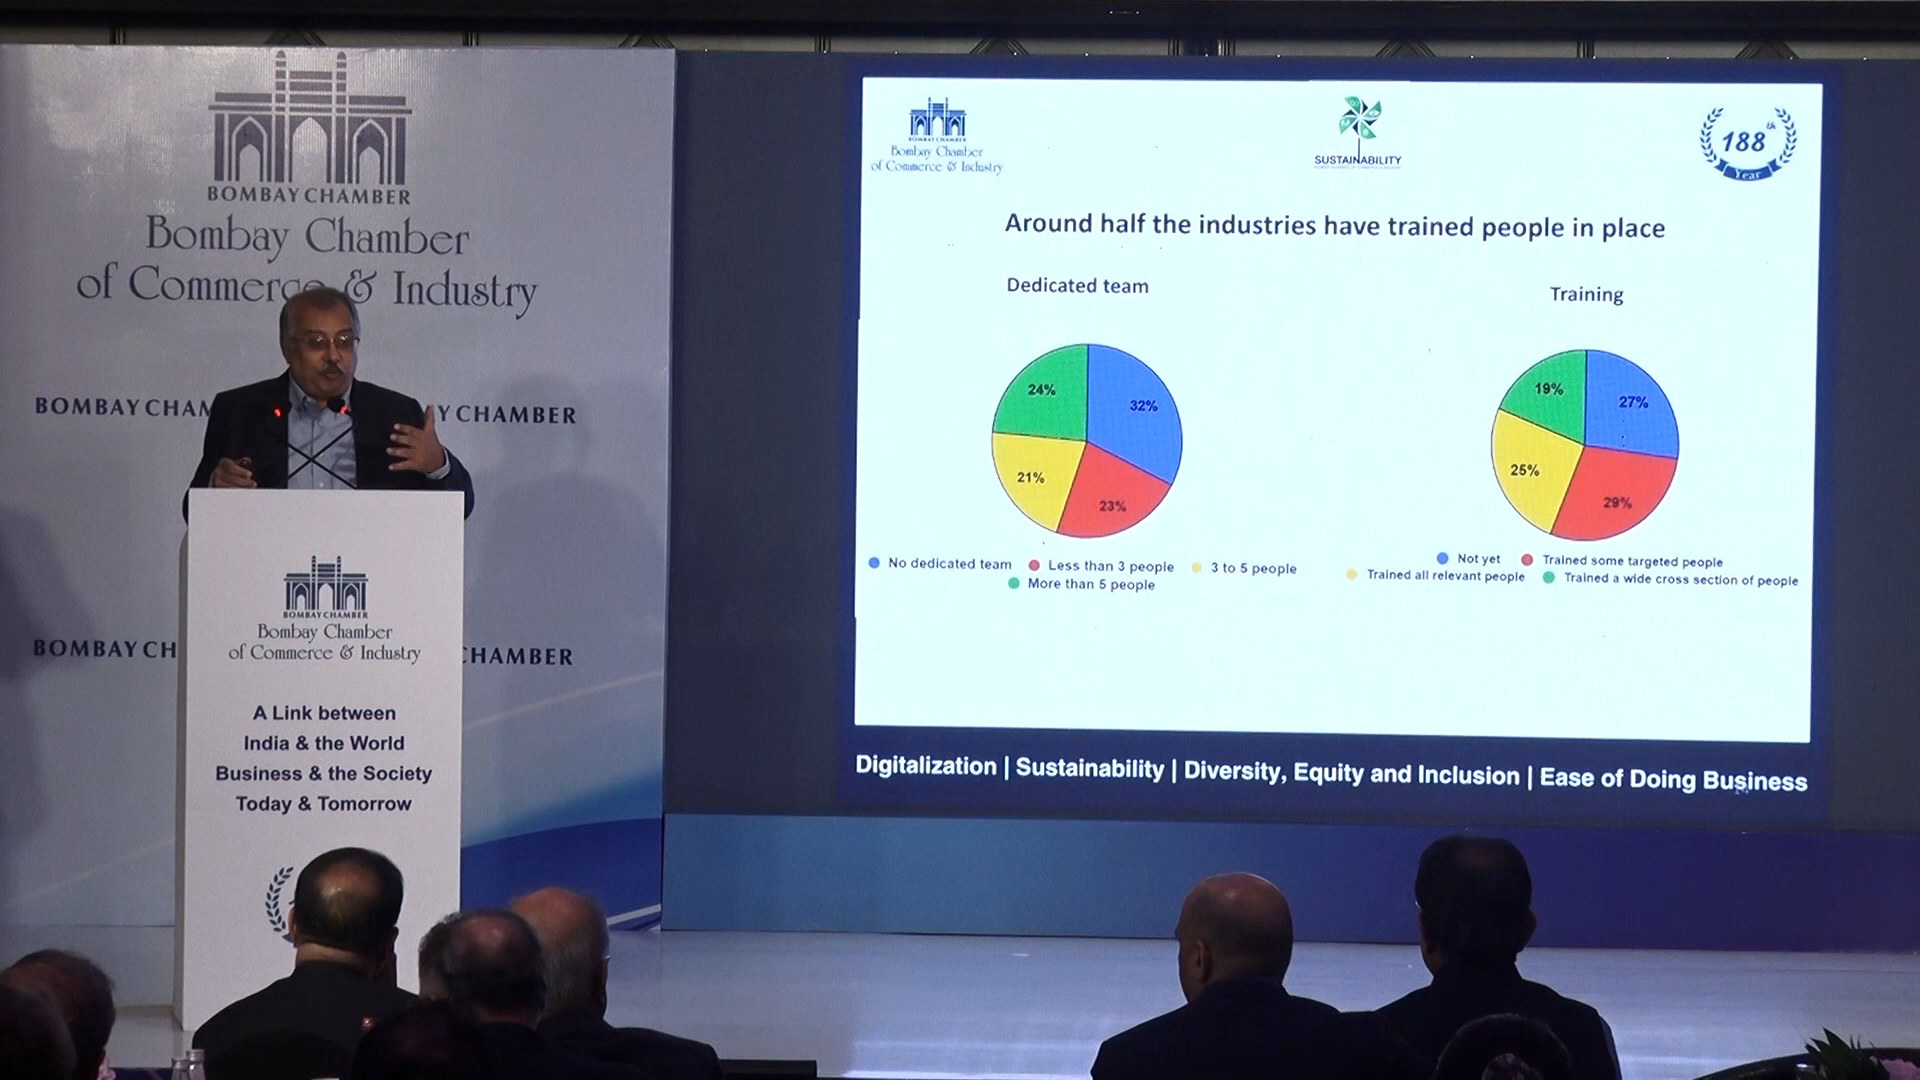 BOMBAY CHAMBER
Bombay Chamber
of Commerce & Industry
BOMBAY CHAM
Y CHAMBER
BOMBAY CH
CHAMBER
BOMBAY CHAMBER
Bombay Chamber
of Commerce & Industry
A Link between
India & the World
Business & the Society
Today & Tomorrow
BOMBAY CHAMBER
Bombay Chamber
of Commerce & Industry
SUSTAINABILITY
188th
Year
Around half the industries have trained people in place
Dedicated team
24%
32%
21%
23%
No dedicated team
Less than 3 people
3 to 5 people
More than 5 people
Training
19%
27%
25%
29%
Not yet
Trained some targeted people
Trained all relevant people
Trained a wide cross section of people
Digitalization | Sustainability | Diversity, Equity and Inclusion | Ease of Doing Business